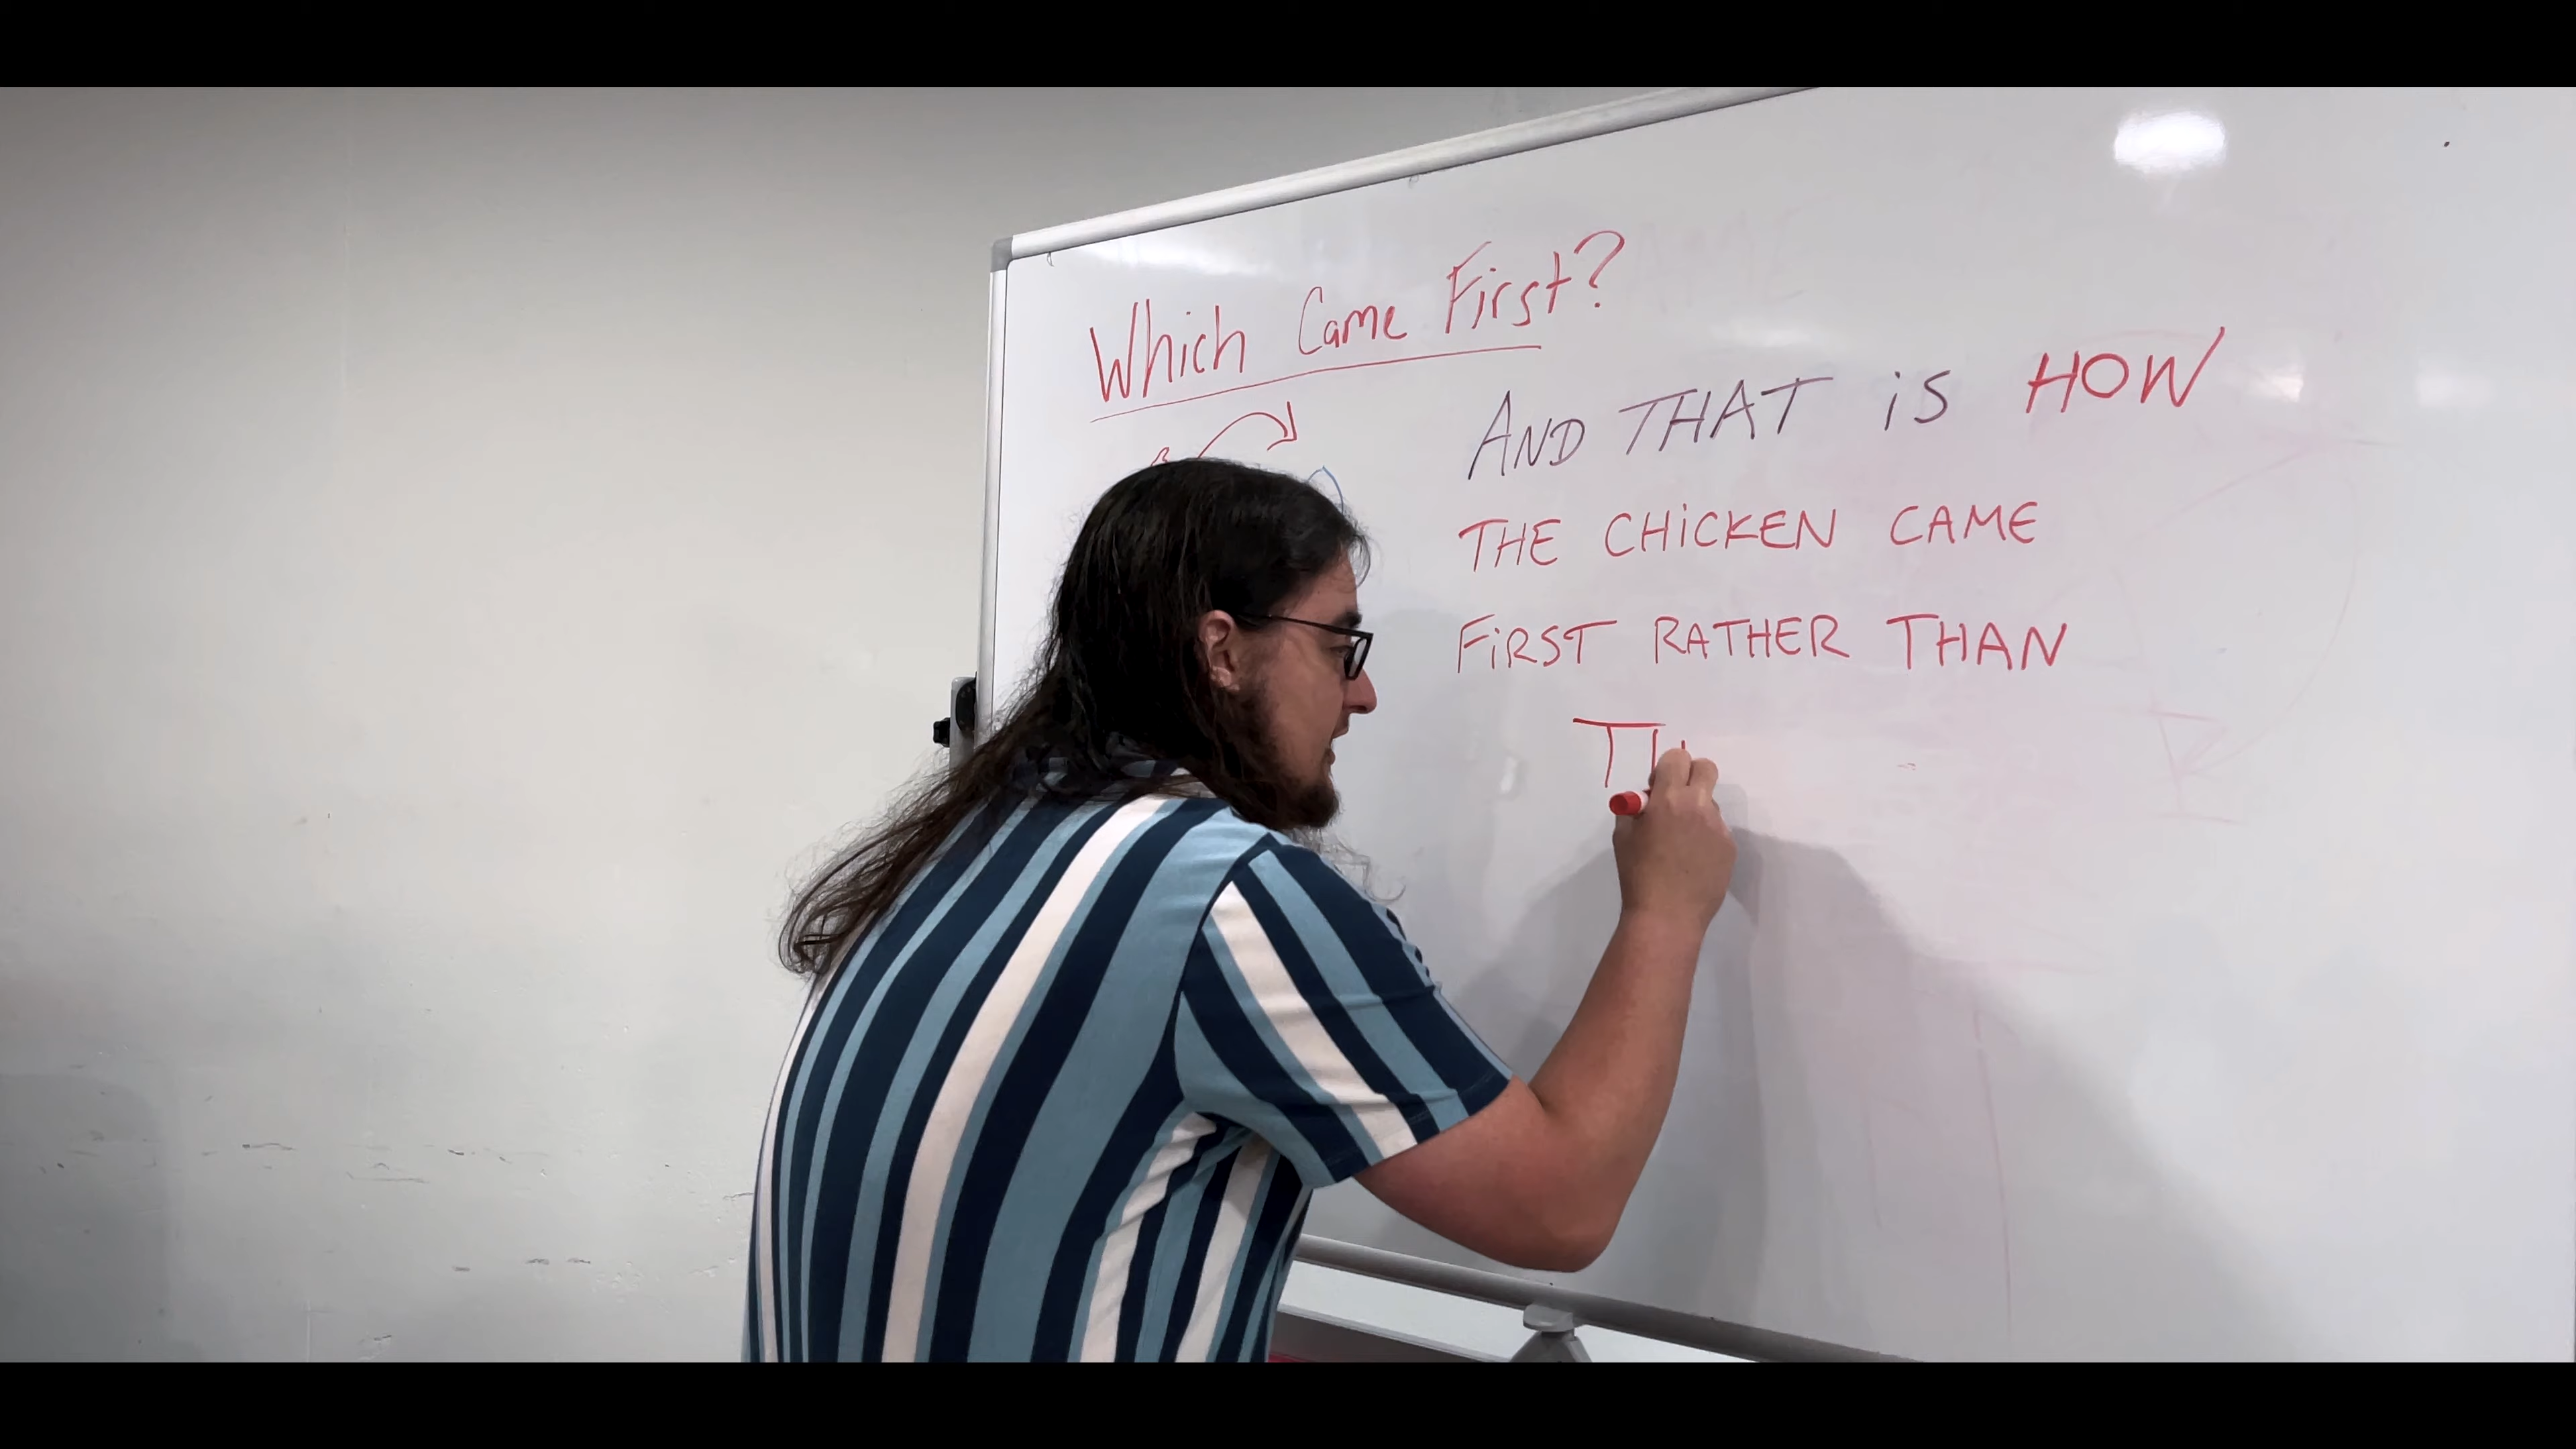 Which Came First?
AND THAT iS HOW
THE CHiCKEN CAME
FiRST RATHER THAN